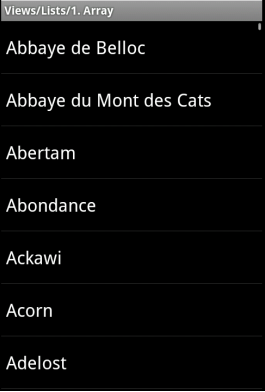 Views/Lists/1. Array
Abbaye de Belloc
Abbaye du Mont des Cats
Abertam
Abondance
Ackawi
Acorn
Adelost